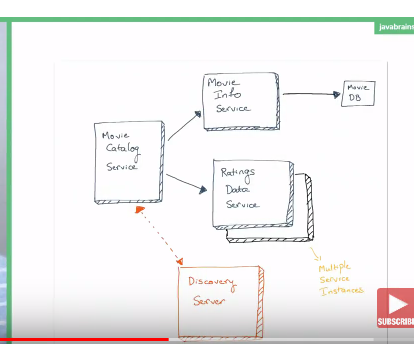 javabrains
Movie
Info
Service
Movie
DB
Movie
Catalog
Service
Ratings
Data
Service
Multiple
Service
Instances
Discovery
Server
SUBSCRIBE